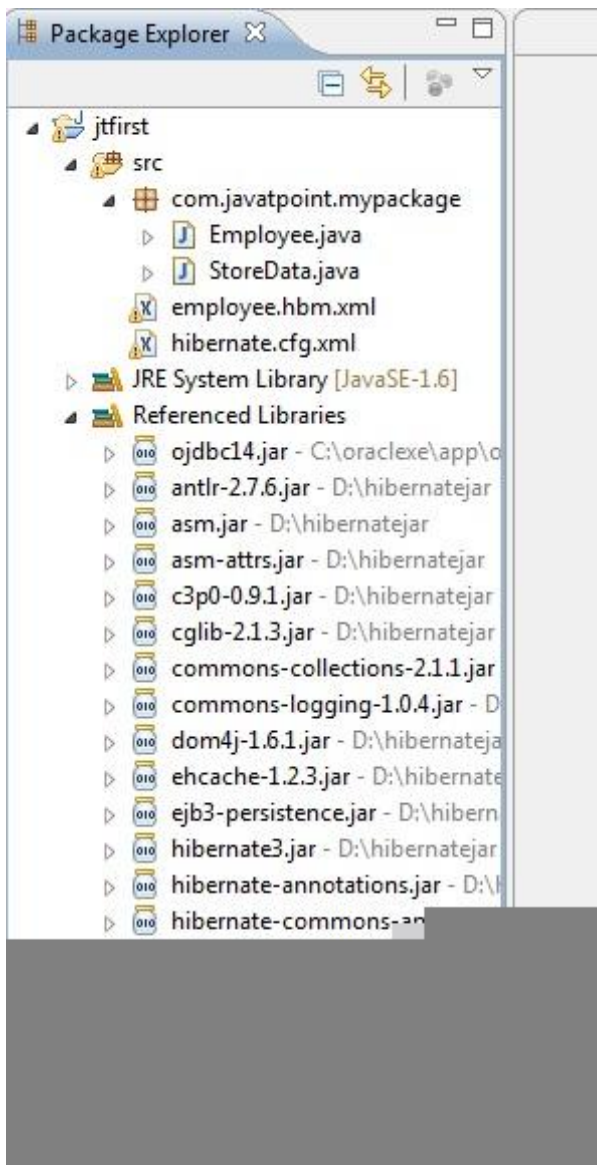 Package Explorer
jtfirst
src
com.javatpoint.mypackage
Employee.java
StoreData.java
employee.hbm.xml
hibernate.cfg.xml
JRE System Library [JavaSE-1.6]
Referenced Libraries
ojdbc14.jar - C:\oraclexe\app\o
antlr-2.7.6.jar - D:\hibernatejar
asm.jar - D:\hibernatejar
asm-attrs.jar - D:\hibernatejar
c3p0-0.9.1.jar - D:\hibernatejar
cglib-2.1.3.jar - D:\hibernatejar
commons-collections-2.1.1.jar
commons-logging-1.0.4.jar - D
dom4j-1.6.1.jar - D:\hibernateja
ehcache-1.2.3.jar - D:\hibernate
ejb3-persistence.jar - D:\hibern
hibernate3.jar - D:\hibernatejar
hibernate-annotations.jar - D:\
hibernate-commons-an